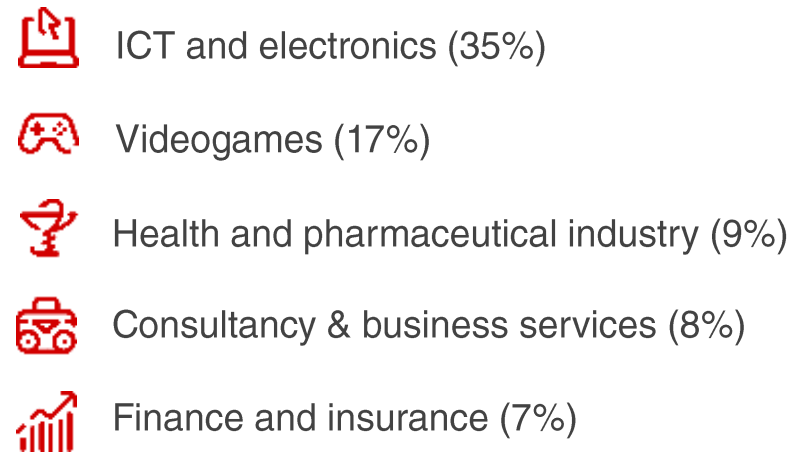 ICT and electronics (35%)
Videogames (17%)
Health and pharmaceutical industry (9%)
Consultancy & business services (8%)
Finance and insurance (7%)